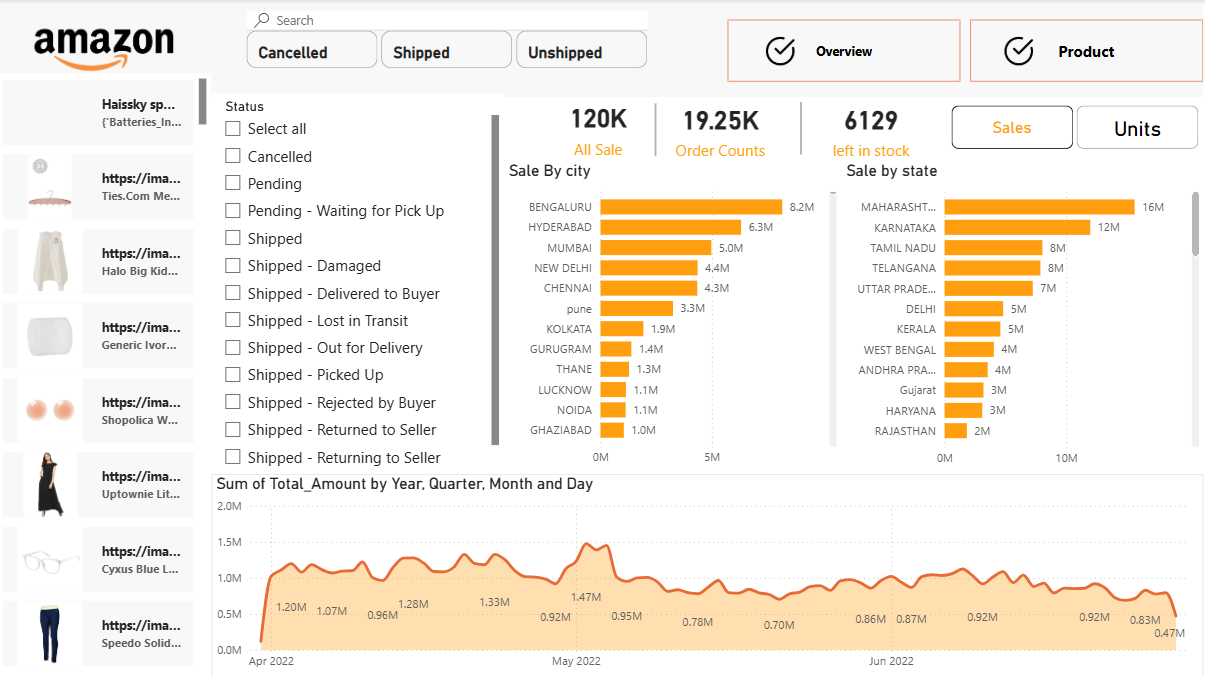 amazon
Search
Cancelled
Shipped
Unshipped
Overview
Product
Haissky sp...
{'Batteries_In...
https://ima...
Ties.Com Me...
https://ima...
Halo Big Kid...
https://ima...
Generic Ivor...
https://ima...
Shopolica W...
https://ima...
Uptownie Lit...
https://ima...
Cyxus Blue L...
https://ima...
Speedo Solid...
Status
Select all
Cancelled
Pending
Pending - Waiting for Pick Up
Shipped
Shipped - Damaged
Shipped - Delivered to Buyer
Shipped - Lost in Transit
Shipped - Out for Delivery
Shipped - Picked Up
Shipped - Rejected by Buyer
Shipped - Returned to Seller
Shipped - Returning to Seller
120K
All Sale
19.25K
Order Counts
6129
left in stock
Sales
Units
Sale By city
BENGALURU 8.2M
HYDERABAD 6.3M
MUMBAI 5.0M
NEW DELHI 4.4M
CHENNAI 4.3M
pune 3.3M
KOLKATA 1.9M
GURUGRAM 1.4M
THANE 1.3M
LUCKNOW 1.1M
NOIDA 1.1M
GHAZIABAD 1.0M
0M 5M
Sale by state
MAHARASHT... 16M
KARNATAKA 12M
TAMIL NADU 8M
TELANGANA 8M
UTTAR PRADE... 7M
DELHI 5M
KERALA 5M
WEST BENGAL 4M
ANDHRA PRA... 4M
Gujarat 3M
HARYANA 3M
RAJASTHAN 2M
0M 10M
Sum of Total_Amount by Year, Quarter, Month and Day
2.0M
1.5M
1.0M
0.5M
0.0M
1.20M 1.07M 0.96M 1.28M 1.33M 0.92M 1.47M 0.95M 0.78M 0.70M 0.86M 0.87M 0.92M 0.92M 0.83M 0.47M
Apr 2022 May 2022 Jun 2022